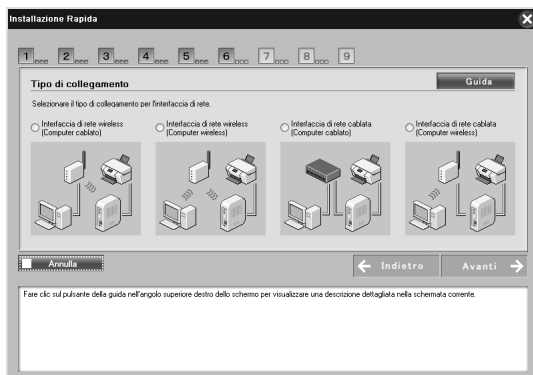 Installazione Rapida
1 2 3 4 5 6 7 8 9
Tipo di collegamento
Guida
Selezionare il tipo di collegamento per l'interfaccia di rete.
Interfaccia di rete wireless
(Computer cablato)
Interfaccia di rete wireless
(Computer wireless)
Interfaccia di rete cablata
(Computer cablato)
Interfaccia di rete cablata
(Computer wireless)
Annulla
Indietro
Avanti
Fare clic sul pulsante della guida nell'angolo superiore destro dello schermo per visualizzare una descrizione dettagliata nella schermata corrente.